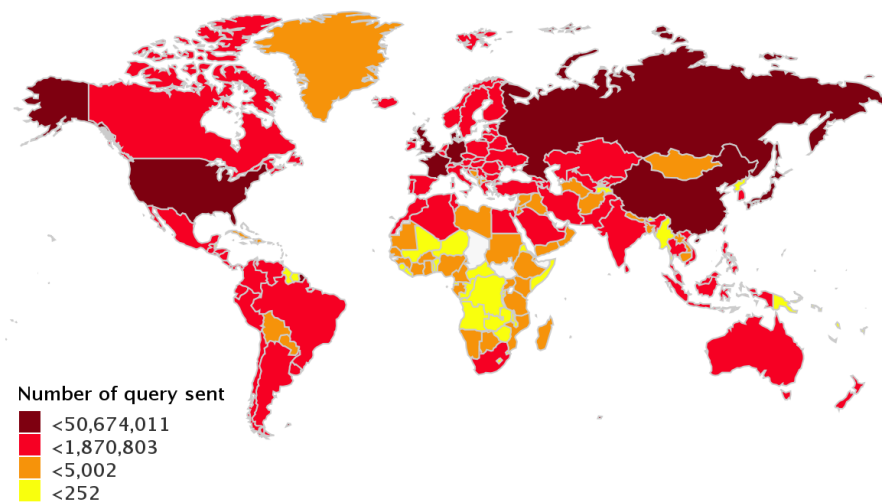 Number of query sent
<50,674,011
<1,870,803
<5,002
<252